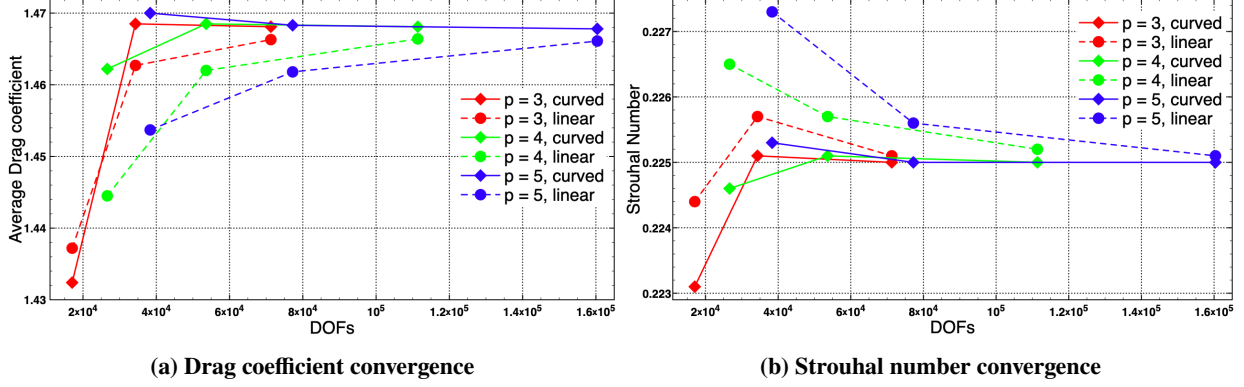 1.47
1.46
1.45
1.44
1.43
Average Drag coefficient
p = 3, curved
p = 3, linear
p = 4, curved
p = 4, linear
p = 5, curved
p = 5, linear
2×10⁴ 4×10⁴ 6×10⁴ 8×10⁴ 10⁵ 1.2×10⁵ 1.4×10⁵ 1.6×10⁵
DOFs
(a) Drag coefficient convergence
0.227
0.226
0.225
0.224
0.223
Strouhal Number
p = 3, curved
p = 3, linear
p = 4, curved
p = 4, linear
p = 5, curved
p = 5, linear
2×10⁴ 4×10⁴ 6×10⁴ 8×10⁴ 10⁵ 1.2×10⁵ 1.4×10⁵ 1.6×10⁵
DOFs
(b) Strouhal number convergence